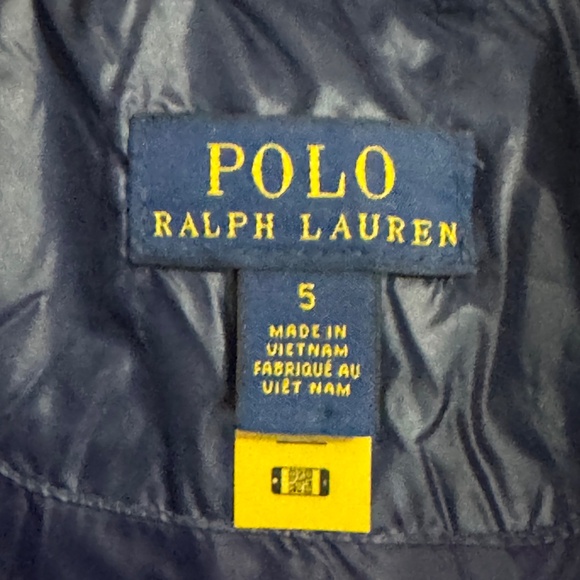 POLO
RALPH LAUREN
5
MADE IN
VIETNAM
FABRIQUÉ AU
VIÊT NAM